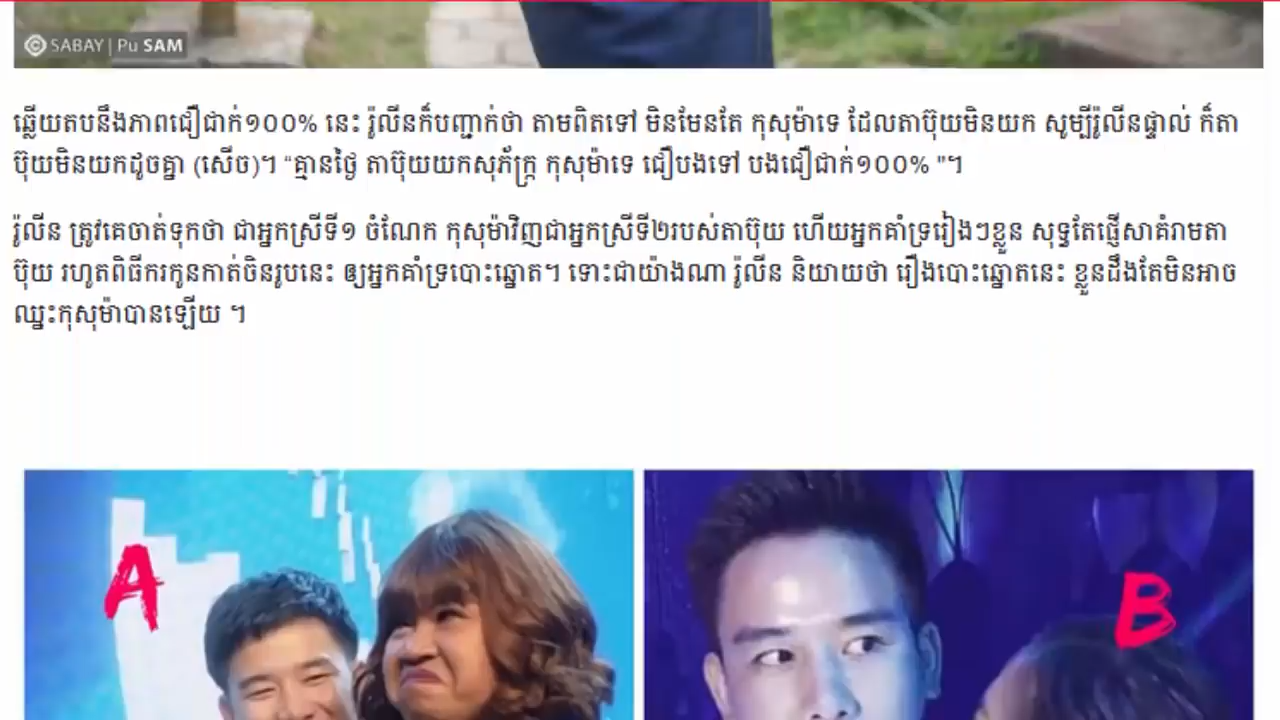 © SABAY | Pu SAM
ឆ្លើយតបនឹងភាពជឿជាក់១០០% នេះ រ៉ូលីនក៏បញ្ជាក់ថា តាមពិតទៅ មិនមែនតែ កុសុម៉ាទេ ដែលតាប៊ុយមិនយក សូម្បីរ៉ូលីនផ្ទាល់ ក៏តា
ប៊ុយមិនយកដូចគ្នា (សើច)។ “គ្មានថ្ងៃ តាប៊ុយយកសុភ័ក្ត្រ កុសុម៉ាទេ ជឿបងទៅ បងជឿជាក់១០០% "។
រ៉ូលីន ត្រូវគេចាត់ទុកថា ជាអ្នកស្រីទី១ ចំណែក កុសុម៉ាវិញជាអ្នកស្រីទី២របស់តាប៊ុយ ហើយអ្នកគាំទ្ររៀងៗខ្លួន សុទ្ធតែផ្ញើសាគំរាមតា
ប៊ុយ រហូតពិធីករកូនកាត់ចិនរូបនេះ ឲ្យអ្នកគាំទ្របោះឆ្នោត។ ទោះជាយ៉ាងណា រ៉ូលីន និយាយថា រឿងបោះឆ្នោតនេះ ខ្លួនដឹងតែមិនអាច
ឈ្នះកុសុម៉ាបានឡើយ ។
A
B